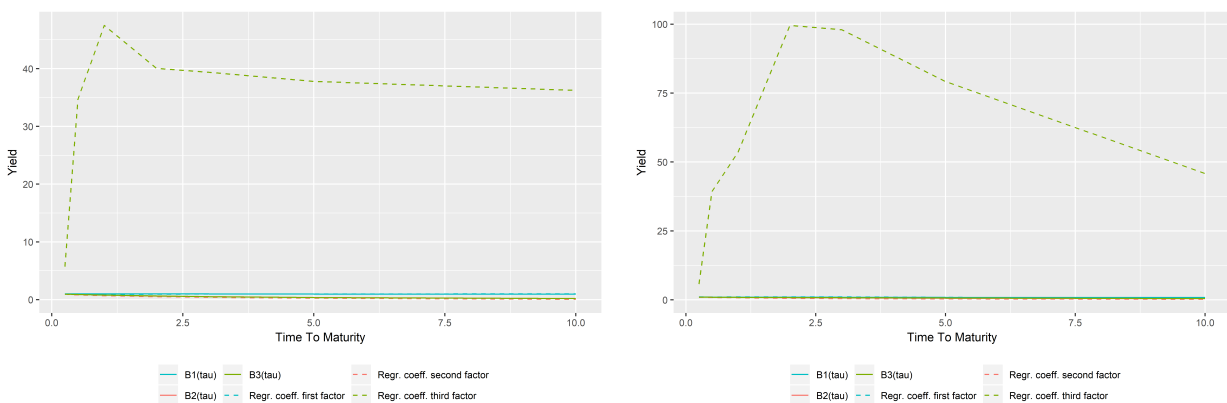 Yield
40
30
20
10
0
0.0 2.5 5.0 7.5 10.0
Time To Maturity
B1(tau) B3(tau) Regr. coeff. second factor
B2(tau) Regr. coeff. first factor Regr. coeff. third factor
Yield
100
75
50
25
0
0.0 2.5 5.0 7.5 10.0
Time To Maturity
B1(tau) B3(tau) Regr. coeff. second factor
B2(tau) Regr. coeff. first factor Regr. coeff. third factor